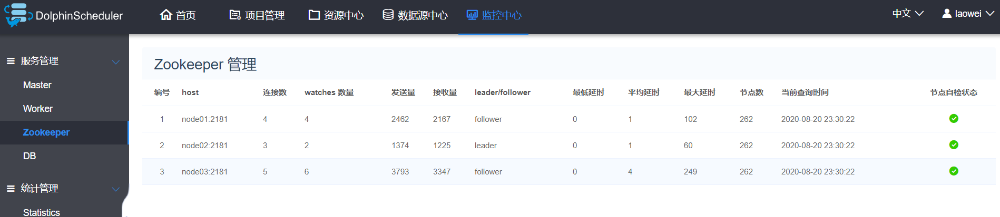 DolphinScheduler 首页 项目管理 资源中心 数据源中心 监控中心 中文 laowei
服务管理
Master
Worker
Zookeeper
DB
统计管理
Statistics
Zookeeper 管理
编号 host 连接数 watches 数量 发送量 接收量 leader/follower 最低延时 平均延时 最大延时 节点数 当前查询时间 节点自检状态
1 node01:2181 4 4 2462 2167 follower 0 1 102 262 2020-08-20 23:30:22
2 node02:2181 3 2 1374 1225 leader 0 1 60 262 2020-08-20 23:30:22
3 node03:2181 5 6 3793 3347 follower 0 4 249 262 2020-08-20 23:30:22